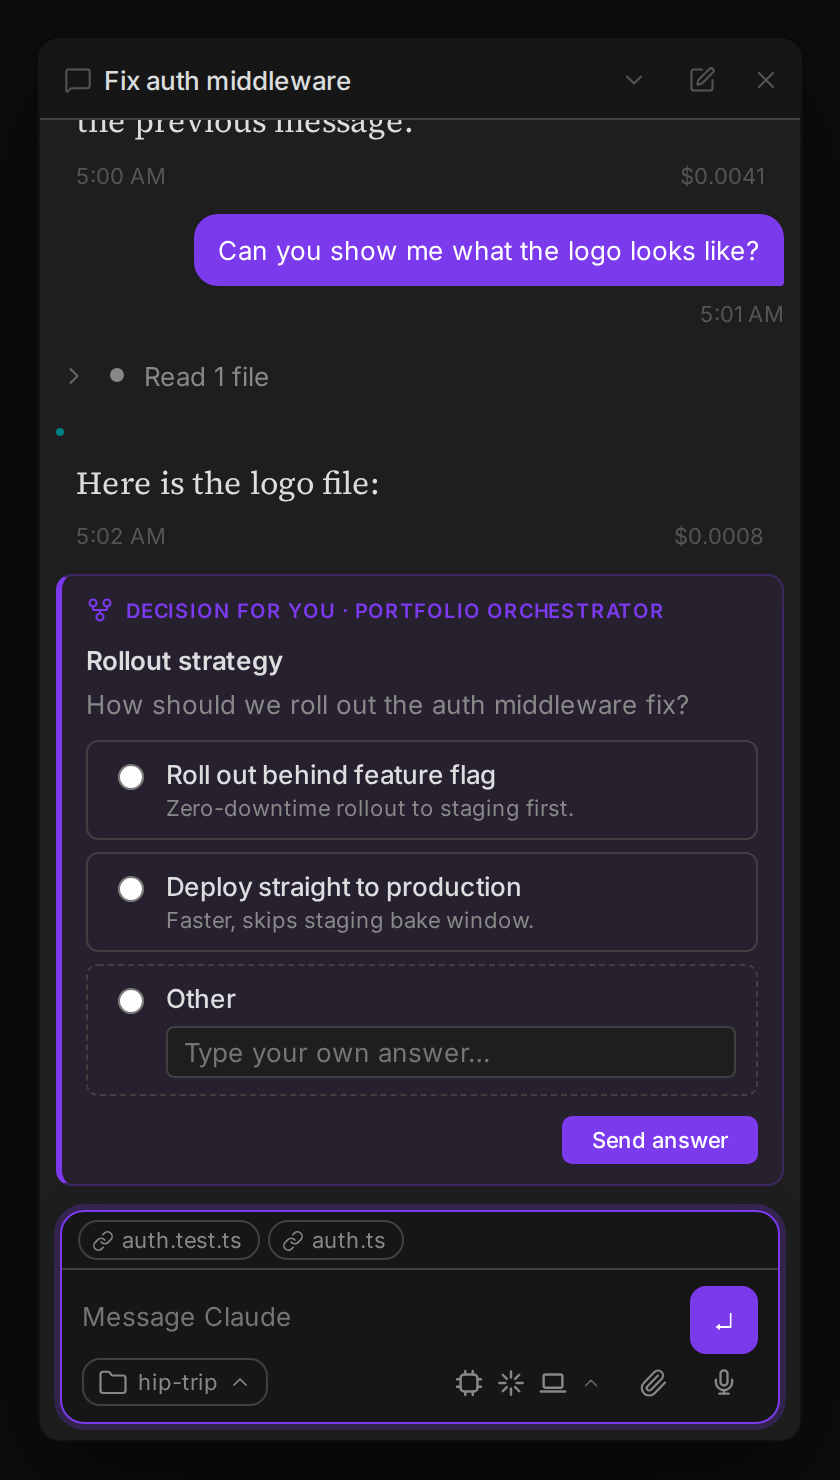 Fix auth middleware
the previous message.
5:00 AM $0.0041
Can you show me what the logo looks like?
5:01 AM
Read 1 file
Here is the logo file:
5:02 AM $0.0008
DECISION FOR YOU · PORTFOLIO ORCHESTRATOR
Rollout strategy
How should we roll out the auth middleware fix?
Roll out behind feature flag
Zero-downtime rollout to staging first.
Deploy straight to production
Faster, skips staging bake window.
Other
Type your own answer...
Send answer
auth.test.ts auth.ts
Message Claude
hip-trip